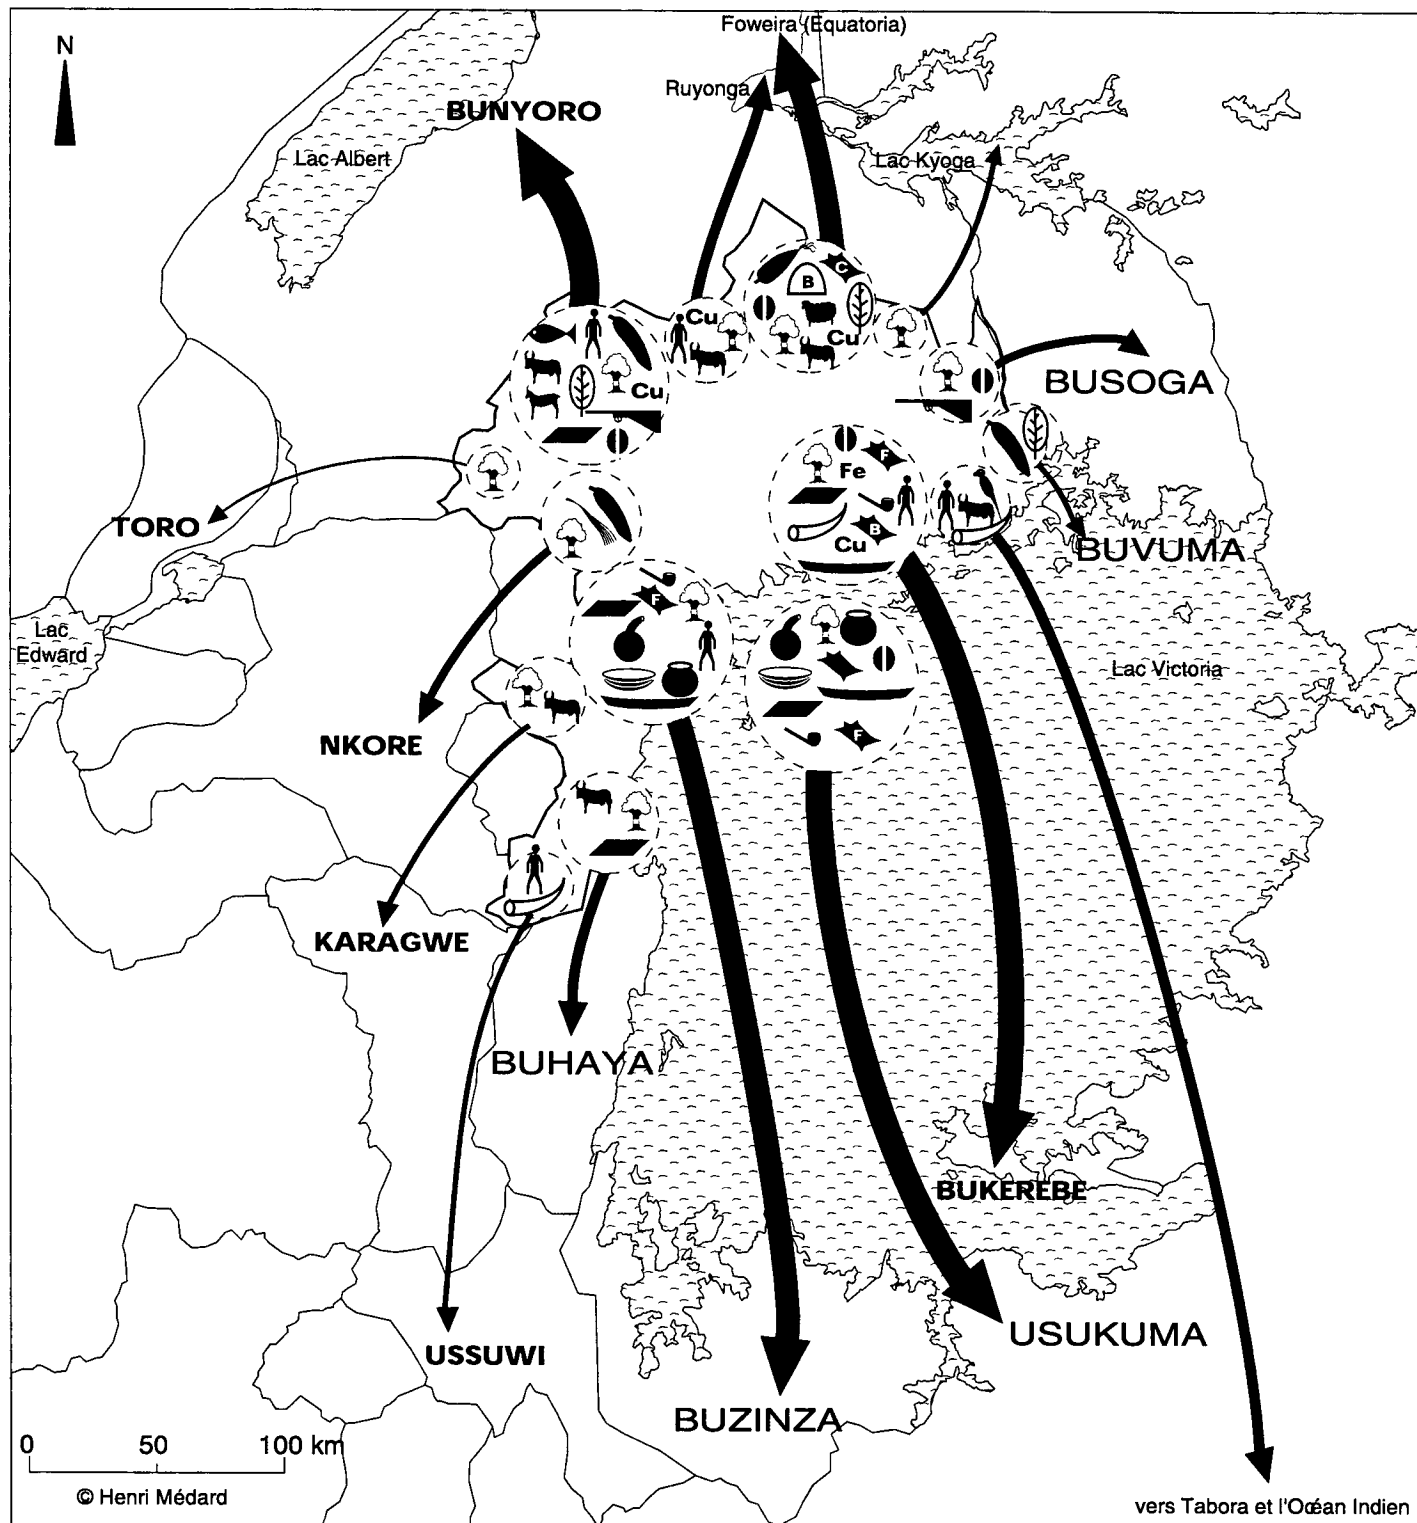 Foweira (Equatoria)
N
Ruyonga
BUNYORO
Lac Albert
Lac Kyoga
C
B
Cu
Cu
Cu
BUSOGA
F
Fe
TORO
B
Cu
BUVUMA
F
Lac
Edward
Lac Victoria
NKORE
F
KARAGWE
BUHAYA
BUKEREBE
USUKUMA
USSUWI
BUZINZA
0 50 100 km
© Henri Médard
vers Tabora et l'Océan Indien